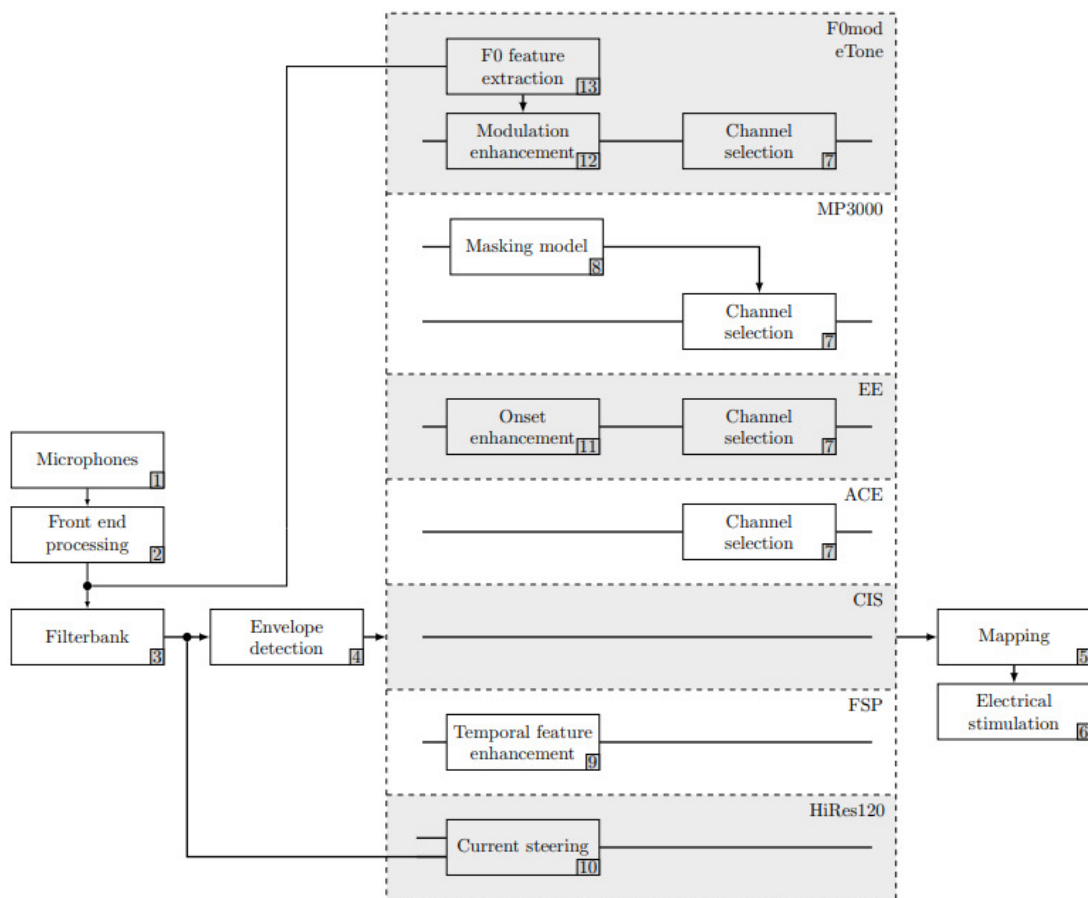 F0mod
eTone
F0 feature
extraction
13
Modulation
enhancement
12
Channel
selection
7
MP3000
Masking model
8
Channel
selection
7
EE
Onset
enhancement
11
Channel
selection
7
Microphones
1
ACE
Front end
processing
2
Channel
selection
7
CIS
Filterbank
3
Envelope
detection
4
Mapping
5
Electrical
stimulation
6
FSP
Temporal feature
enhancement
9
HiRes120
Current steering
10